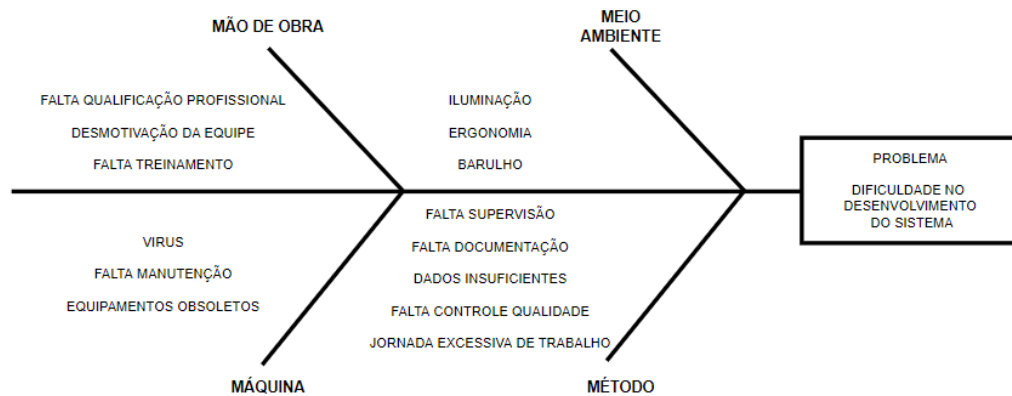 MÃO DE OBRA
MEIO
AMBIENTE
FALTA QUALIFICAÇÃO PROFISSIONAL
DESMOTIVAÇÃO DA EQUIPE
FALTA TREINAMENTO
ILUMINAÇÃO
ERGONOMIA
BARULHO
PROBLEMA
DIFICULDADE NO
DESENVOLVIMENTO
DO SISTEMA
VIRUS
FALTA MANUTENÇÃO
EQUIPAMENTOS OBSOLETOS
FALTA SUPERVISÃO
FALTA DOCUMENTAÇÃO
DADOS INSUFICIENTES
FALTA CONTROLE QUALIDADE
JORNADA EXCESSIVA DE TRABALHO
MÁQUINA
MÉTODO